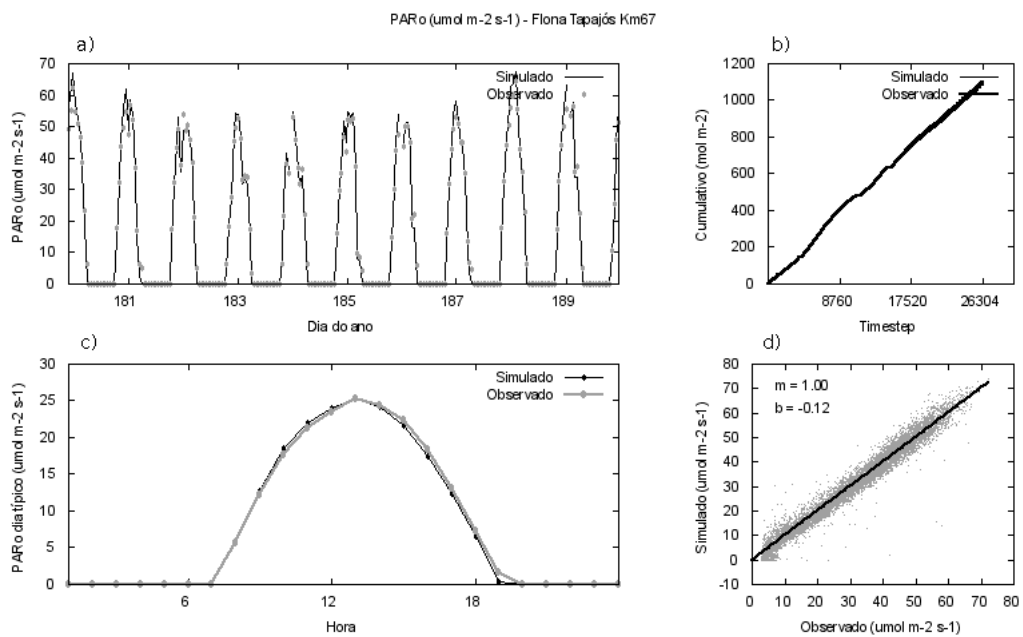 PARo (umol m-2 s-1) - Flona Tapajós Km67
a)
70
60
50
40
30
20
10
0
PARo (umol m-2 s-1)
Simulado
Observado
181
183
185
187
189
Dia do ano
b)
1200
1000
800
600
400
200
0
Cumulativo (mol m-2)
Simulado
Observado
8760
17520
26304
Timestep
c)
30
25
20
15
10
5
0
PARo dia típico (umol m-2 s-1)
Simulado
Observado
6
12
18
Hora
d)
80
70
60
50
40
30
20
10
0
-10
Simulado (umol m-2 s-1)
m = 1.00
b = -0.12
0
10
20
30
40
50
60
70
80
Observado (umol m-2 s-1)